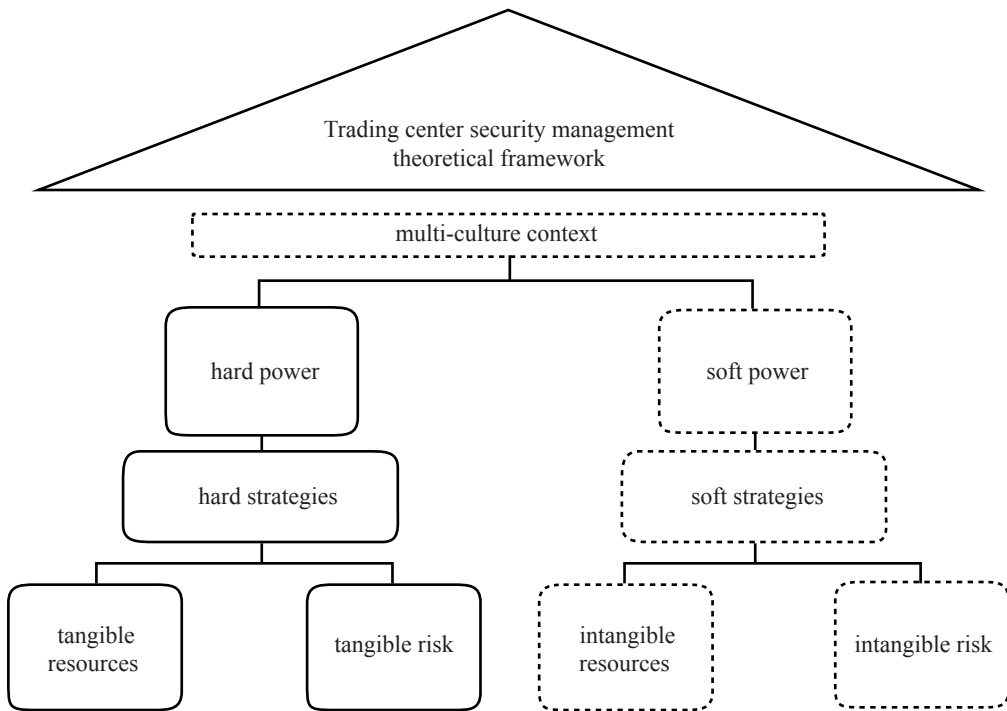 Trading center security management
theoretical framework
multi-culture context
hard power
soft power
hard strategies
soft strategies
tangible
resources
tangible risk
intangible
resources
intangible risk